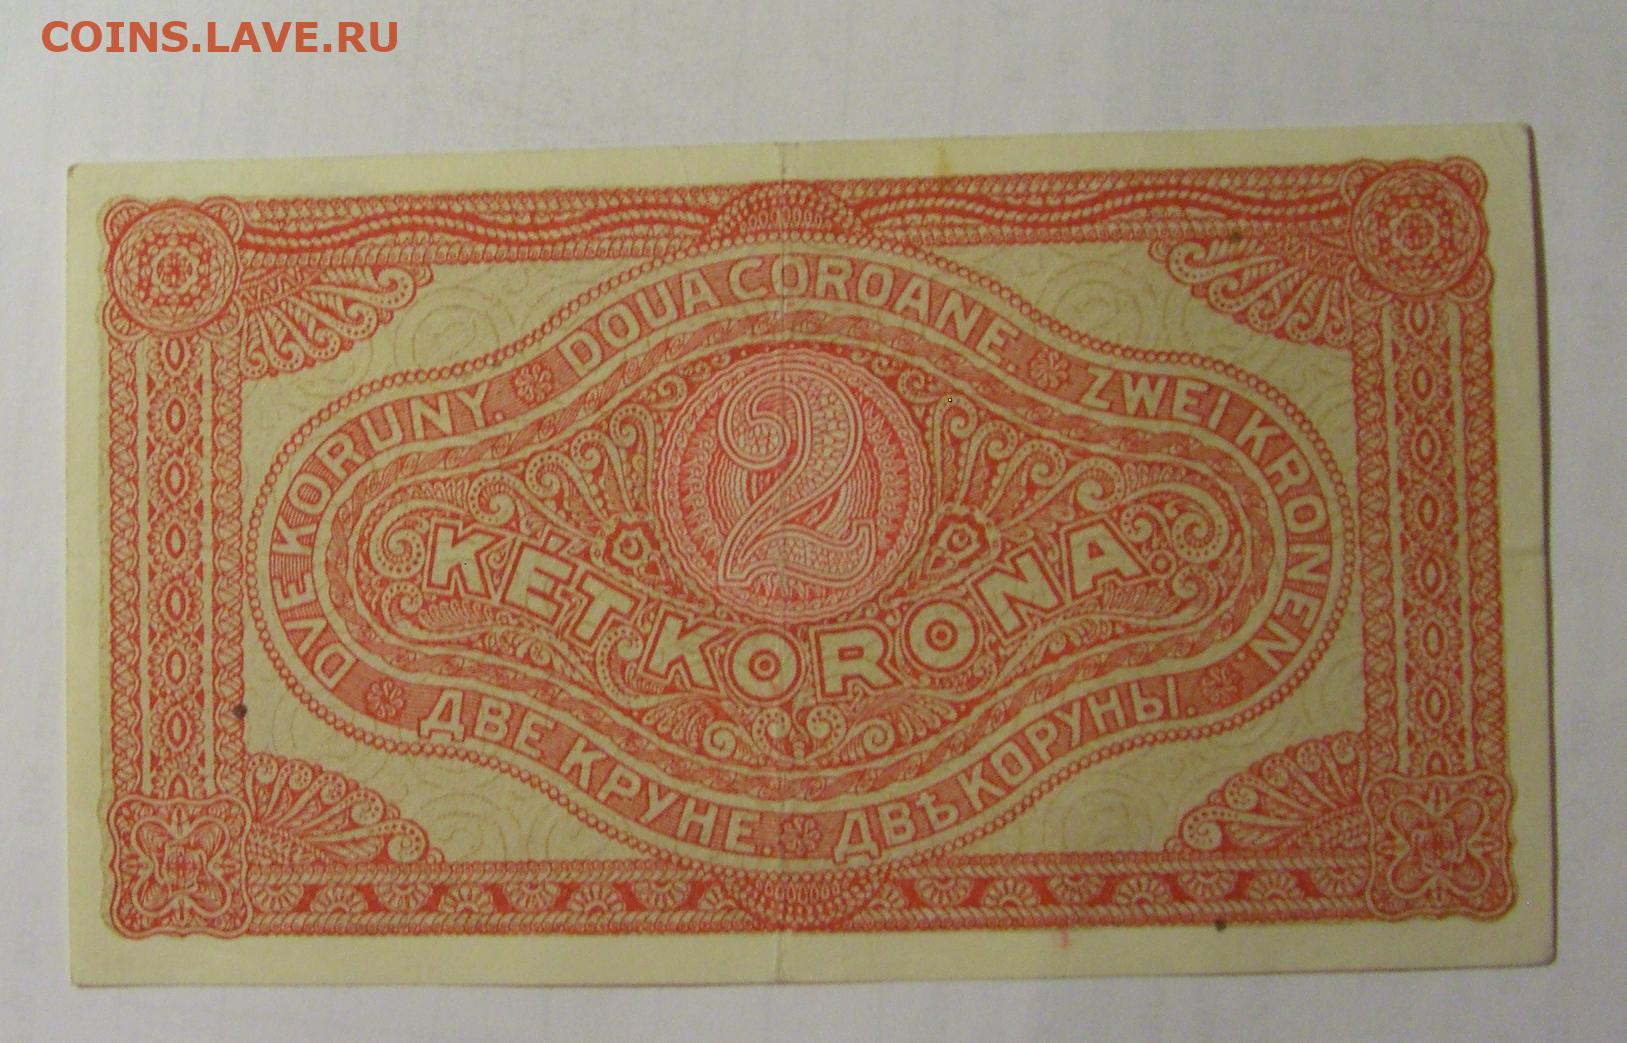 COINS.LAVE.RU
DVE KORUNY.
DOUA COROANE
ZWEI KRONEN.
2
KÉT KORONA
ДВЕ КРУНЕ.
ДВѢ КОРУНЫ.